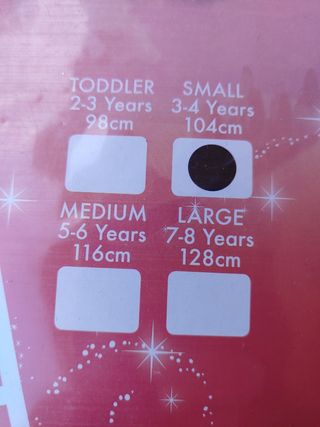 TODDLER
2-3 Years
98cm
SMALL
3-4 Years
104cm
MEDIUM
5-6 Years
116cm
LARGE
7-8 Years
128cm